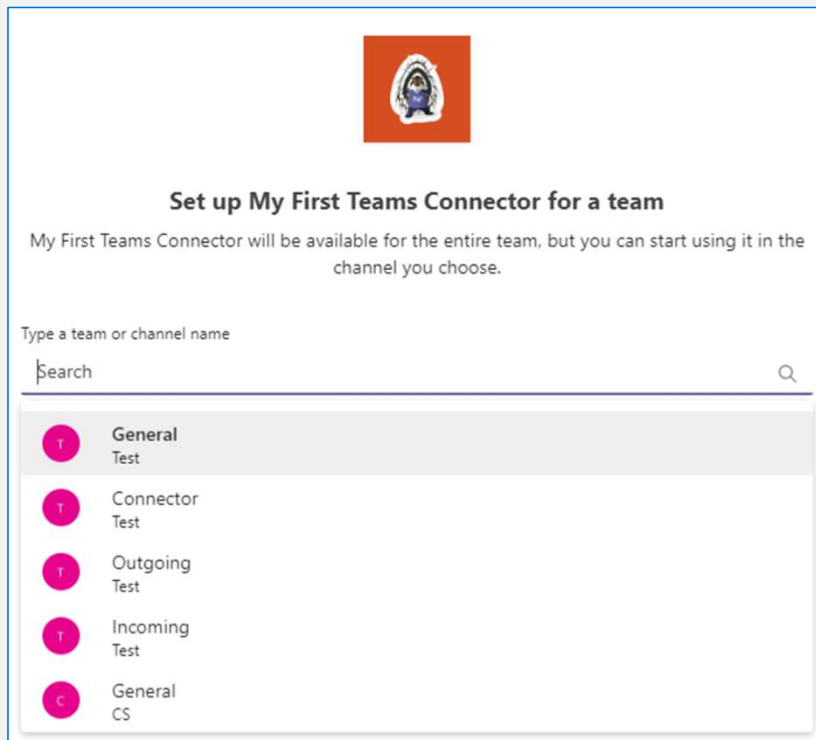 Set up My First Teams Connector for a team
My First Teams Connector will be available for the entire team, but you can start using it in the
channel you choose.
Type a team or channel name
Search
T
General
Test
T
Connector
Test
T
Outgoing
Test
T
Incoming
Test
C
General
CS